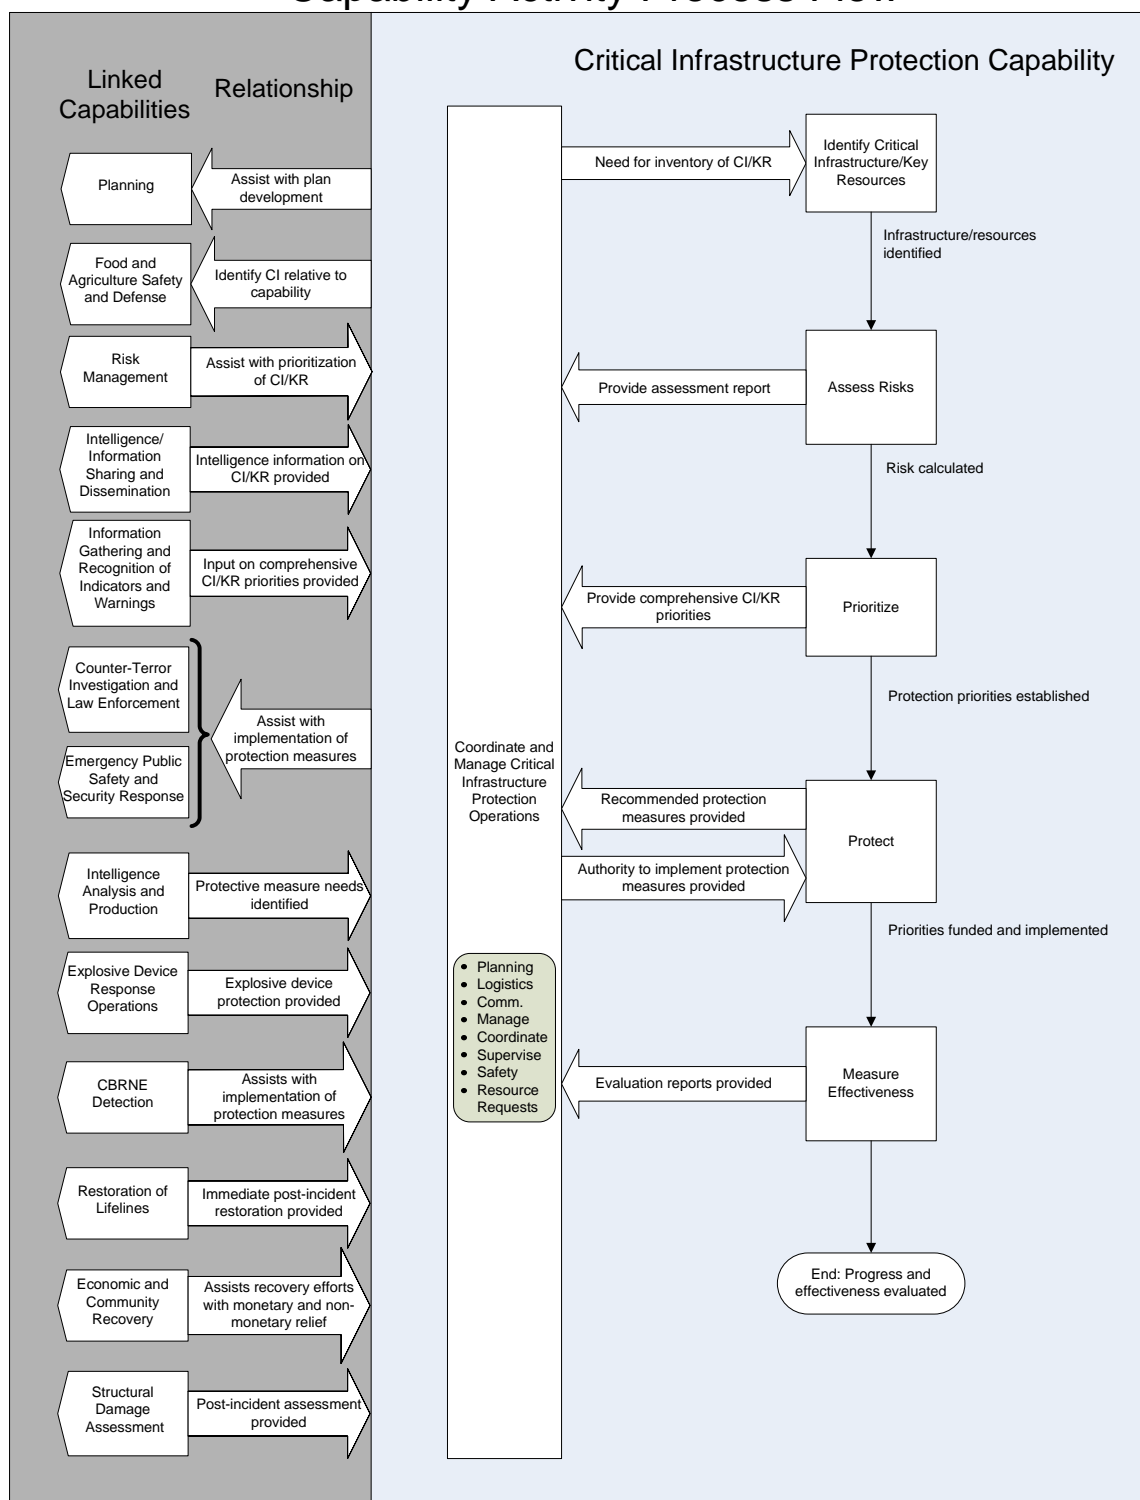 Capability Activity Process Flow
Linked
Capabilities
Relationship
Critical Infrastructure Protection Capability
Planning
Assist with plan
development
Food and
Agriculture Safety
and Defense
Identify CI relative to
capability
Risk
Management
Assist with prioritization
of CI/KR
Intelligence/
Information
Sharing and
Dissemination
Intelligence information on
CI/KR provided
Information
Gathering and
Recognition of
Indicators and
Warnings
Input on comprehensive
CI/KR priorities provided
Counter-Terror
Investigation and
Law Enforcement
Emergency Public
Safety and
Security Response
Assist with
implementation of
protection measures
Intelligence
Analysis and
Production
Protective measure needs
identified
Explosive Device
Response
Operations
Explosive device
protection provided
CBRNE
Detection
Assists with
implementation of
protection measures
Restoration of
Lifelines
Immediate post-incident
restoration provided
Economic and
Community
Recovery
Assists recovery efforts
with monetary and non-
monetary relief
Structural
Damage
Assessment
Post-incident assessment
provided
Coordinate and
Manage Critical
Infrastructure
Protection
Operations
• Planning
• Logistics
• Comm.
• Manage
• Coordinate
• Supervise
• Safety
• Resource
Requests
Need for inventory of CI/KR
Identify Critical
Infrastructure/Key
Resources
Infrastructure/resources
identified
Provide assessment report
Assess Risks
Risk calculated
Provide comprehensive CI/KR
priorities
Prioritize
Protection priorities established
Recommended protection
measures provided
Authority to implement protection
measures provided
Protect
Priorities funded and implemented
Evaluation reports provided
Measure
Effectiveness
End: Progress and
effectiveness evaluated